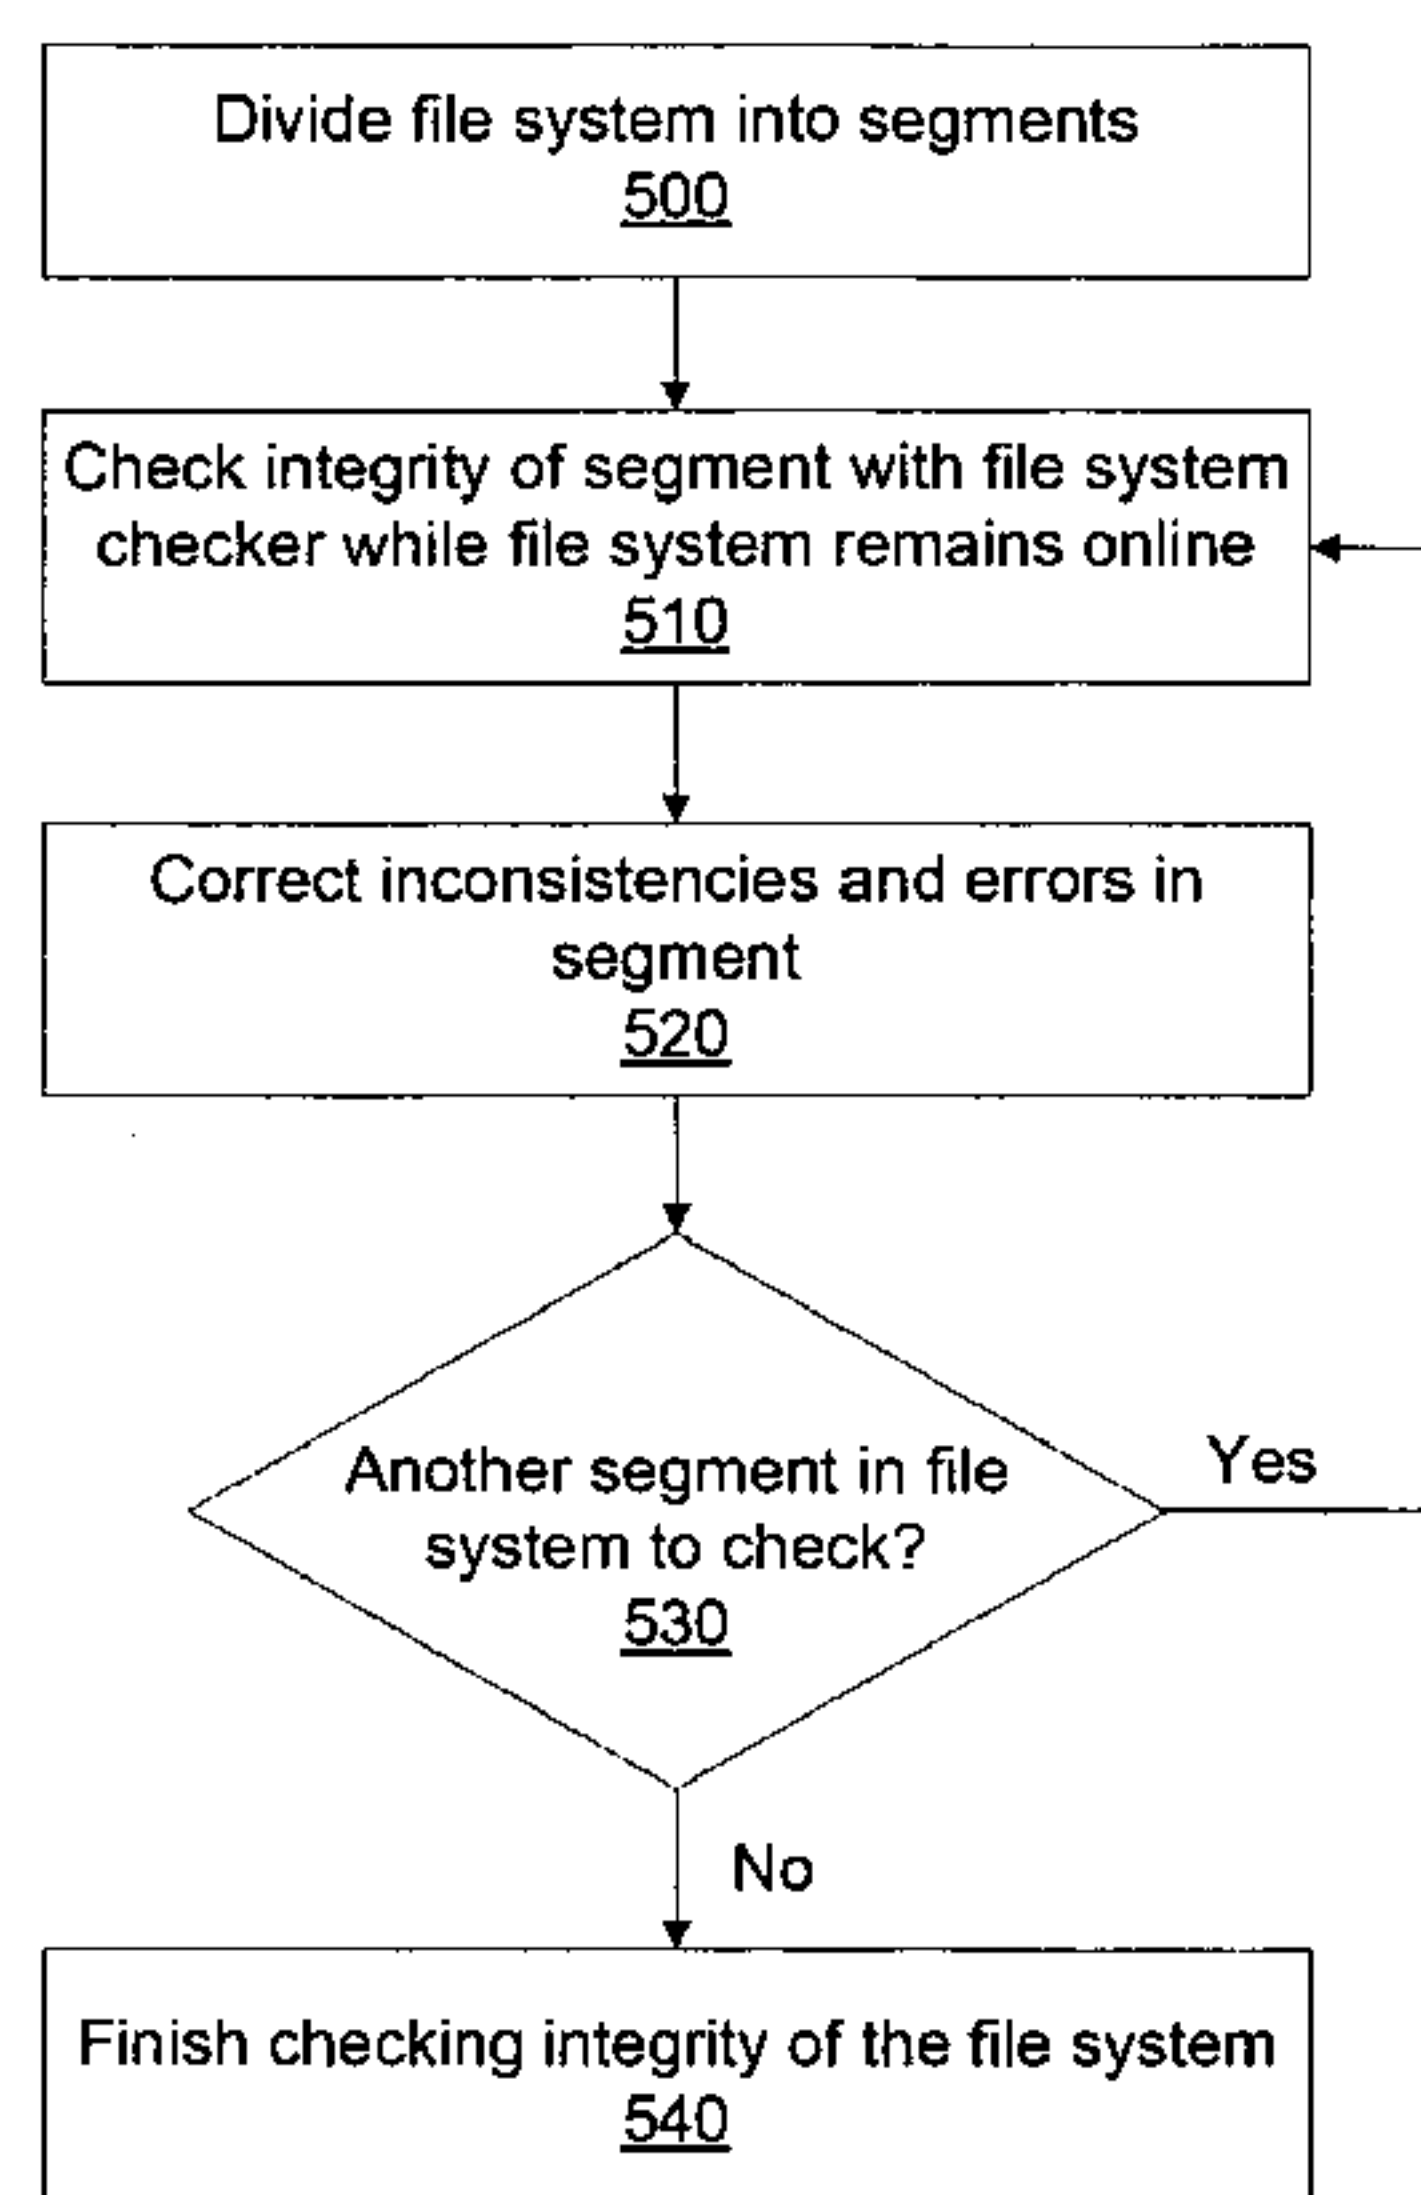 Divide file system into segments
500
Check integrity of segment with file system
checker while file system remains online
510
Correct inconsistencies and errors in
segment
520
Another segment in file
system to check?
530
Yes
No
Finish checking integrity of the file system
540